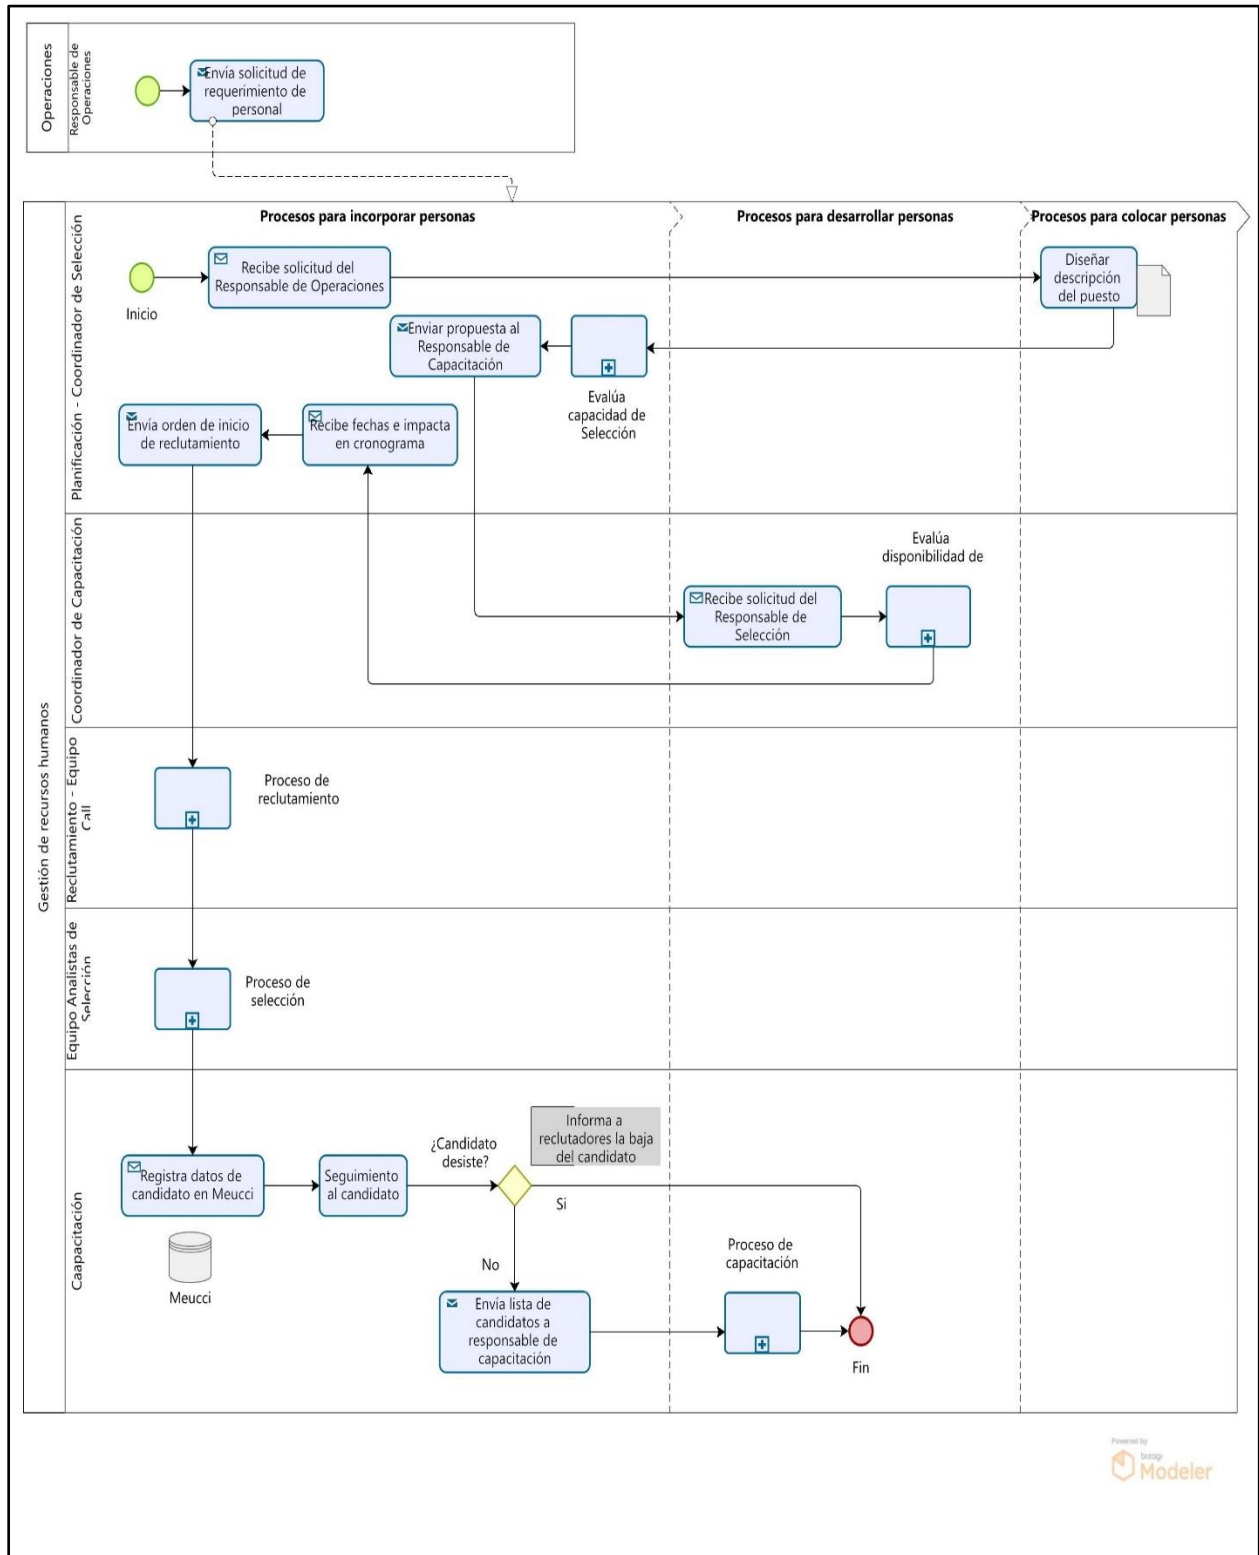 Operaciones
Responsable de
Operaciones
Envía solicitud de
requerimiento de
personal
Gestión de recursos humanos
Procesos para incorporar personas
Procesos para desarrollar personas
Procesos para colocar personas
Planificación - Coordinador de Selección
Inicio
Recibe solicitud del
Responsable de Operaciones
Diseñar
descripción
del puesto
Enviar propuesta al
Responsable de
Capacitación
Evalúa
capacidad de
Selección
Envía orden de inicio
de reclutamiento
Recibe fechas e impacta
en cronograma
Coordinador de Capacitación
Recibe solicitud del
Responsable de
Selección
Evalúa
disponibilidad de
Reclutamiento - Equipo
Call
Proceso de
reclutamiento
Equipo Analistas de
Selección
Proceso de
selección
Caapacitación
Registra datos de
candidato en Meucci
Meucci
Seguimiento
al candidato
¿Candidato
desiste?
Informa a
reclutadores la baja
del candidato
Si
No
Envía lista de
candidatos a
responsable de
capacitación
Proceso de
capacitación
Fin
Powered by
bizagi
Modeler